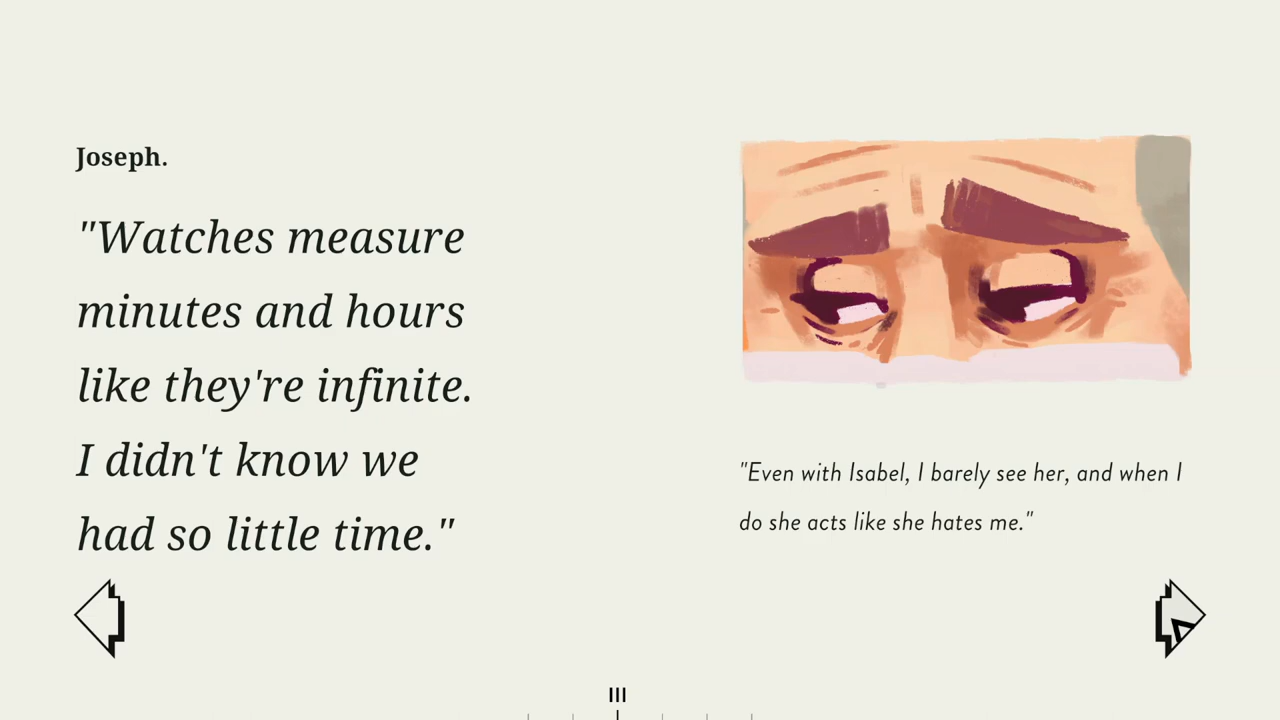 Joseph.
"Watches measure
minutes and hours
like they're infinite.
I didn't know we
had so little time."
"Even with Isabel, I barely see her, and when I
do she acts like she hates me."
III